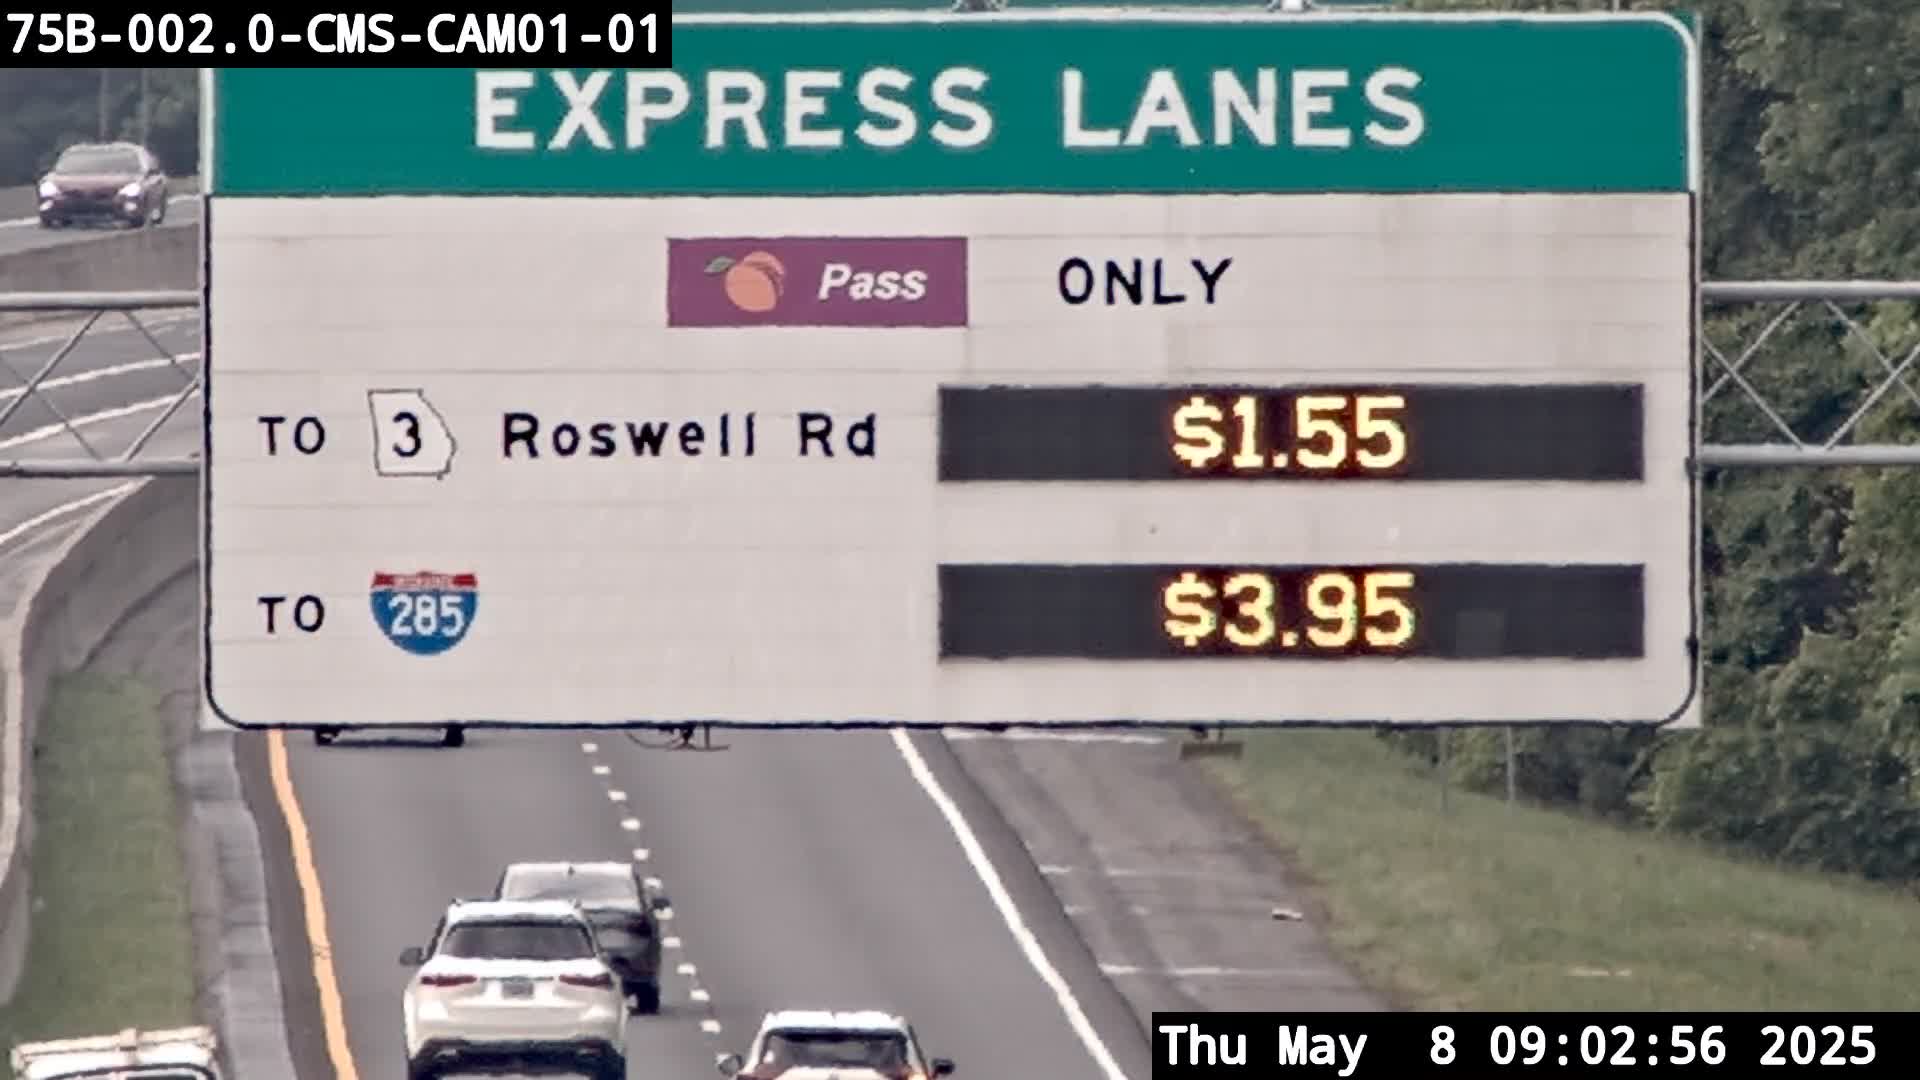 75B-002.0-CMS-CAM01-01
EXPRESS LANES
Pass ONLY
TO 3 Roswell Rd $1.55
TO 285 $3.95
Thu May 8 09:02:56 2025